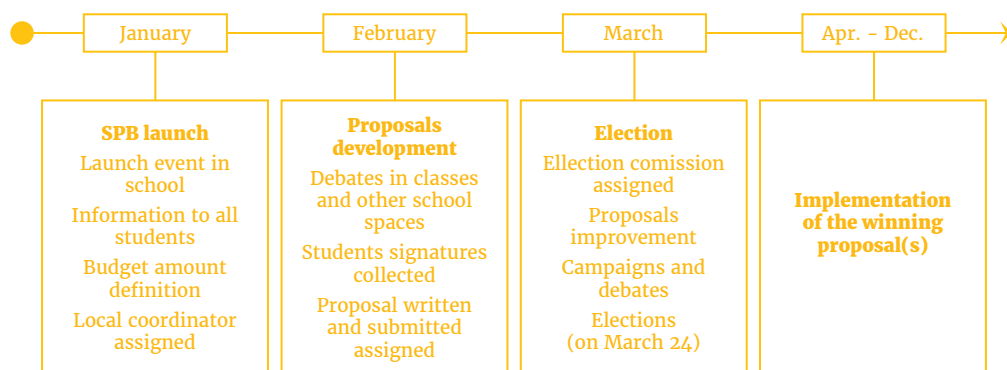 January
February
March
Apr. – Dec.
SPB launch
Launch event in
school
Information to all
students
Budget amount
definition
Local coordinator
assigned
Proposals
development
Debates in classes
and other school
spaces
Students signatures
collected
Proposal written
and submitted
assigned
Election
Ellection comission
assigned
Proposals
improvement
Campaigns and
debates
Elections
(on March 24)
Implementation
of the winning
proposal(s)